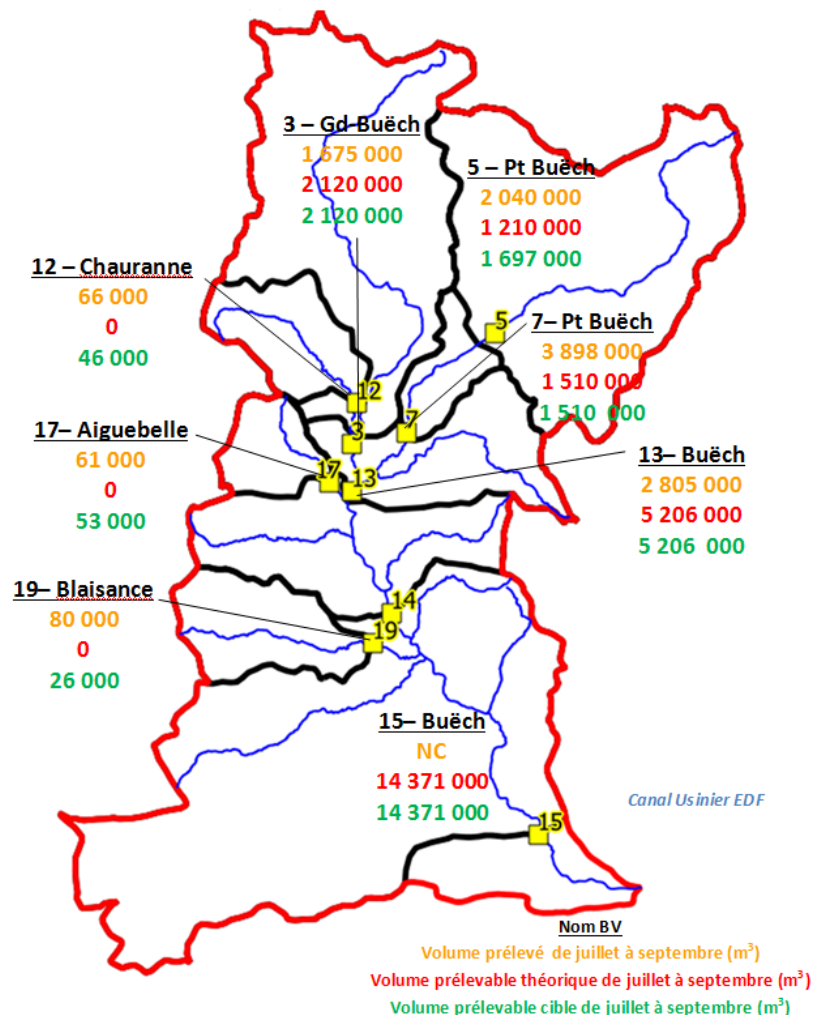 3 – Gd Buëch
1 675 000
2 120 000
2 120 000
5 – Pt Buëch
2 040 000
1 210 000
1 697 000
12 – Chauranne
66 000
0
46 000
5
7– Pt Buëch
3 898 000
1 510 000
1 510 000
12
7
3
17– Aiguebelle
61 000
0
53 000
17
13
13– Buëch
2 805 000
5 206 000
5 206 000
19– Blaisance
80 000
0
26 000
14
19
15– Buëch
NC
14 371 000
14 371 000
Canal Usinier EDF
15
Nom BV
Volume prélevé de juillet à septembre (m³)
Volume prélevable théorique de juillet à septembre (m³)
Volume prélevable cible de juillet à septembre (m³)